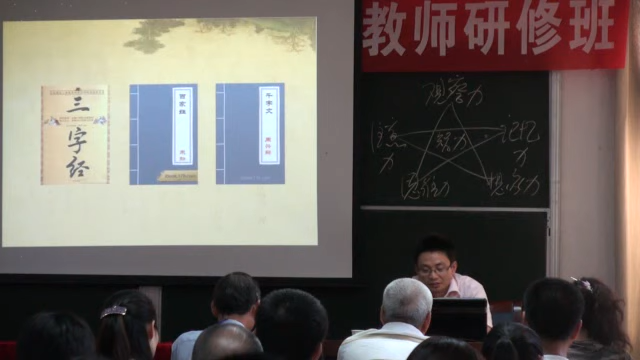 教师研修班
三字经
百家姓
千字文
观察力
注意力
记忆力
智力
思维力
想象力